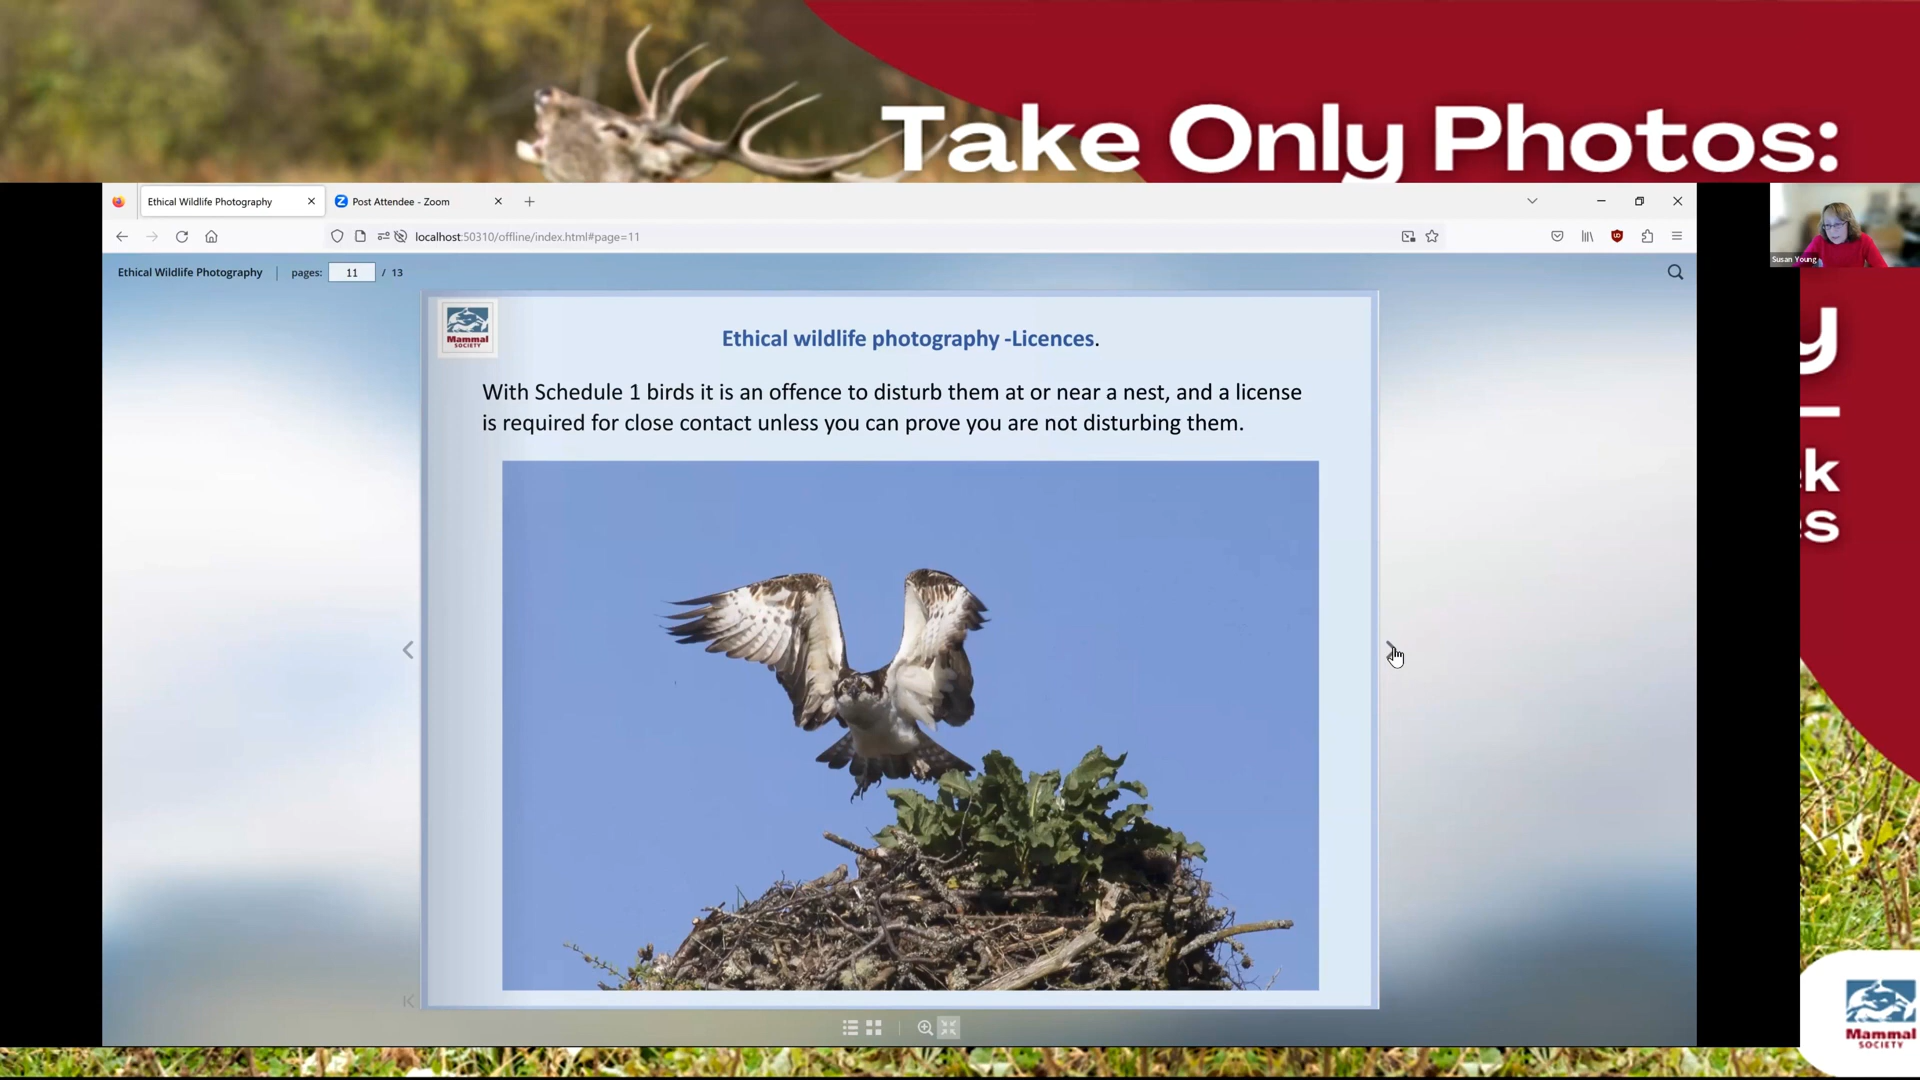 Take Only Photos:
Ethical Wildlife Photography
Post Attendee - Zoom
localhost:50310/offline/index.html#page=11
Susan Young
Ethical Wildlife Photography
pages:
11
/ 13
Mammal
SOCIETY
Ethical wildlife photography -Licences.
With Schedule 1 birds it is an offence to disturb them at or near a nest, and a license
is required for close contact unless you can prove you are not disturbing them.
y
k
s
Mammal
SOCIETY